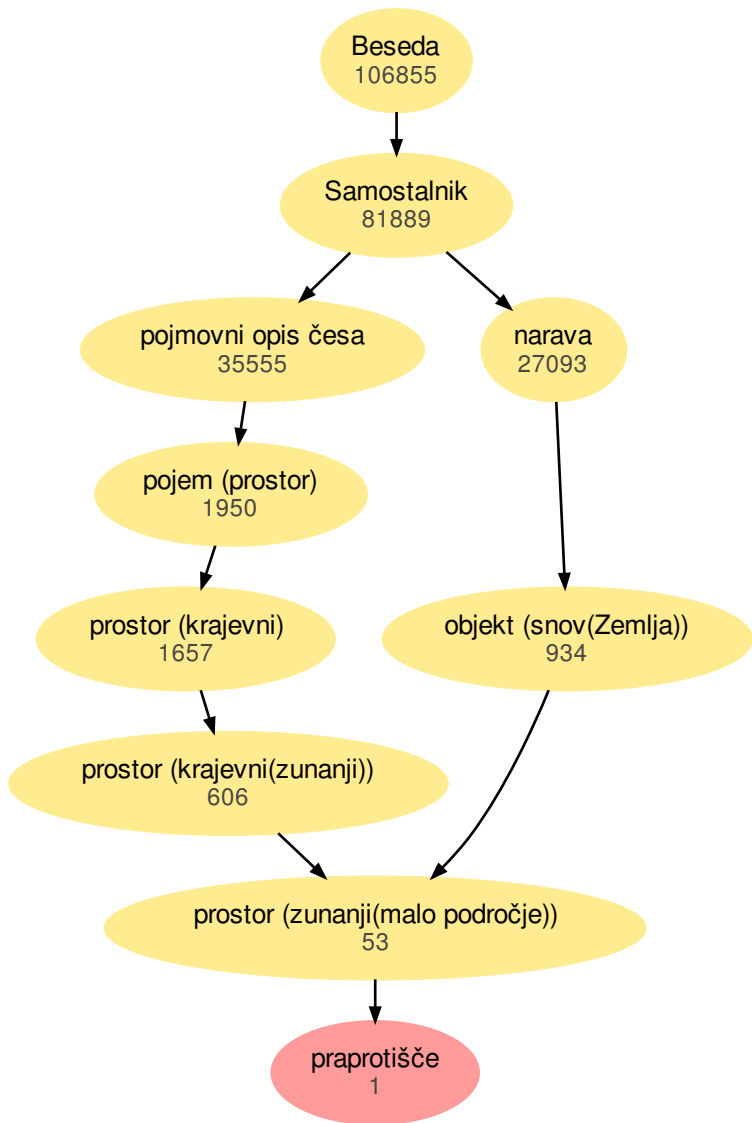 Beseda
106855
Samostalnik
81889
pojmovni opis česa
35555
narava
27093
pojem (prostor)
1950
prostor (krajevni)
1657
objekt (snov(Zemlja))
934
prostor (krajevni(zunanji))
606
prostor (zunanji(malo področje))
53
praprotišče
1